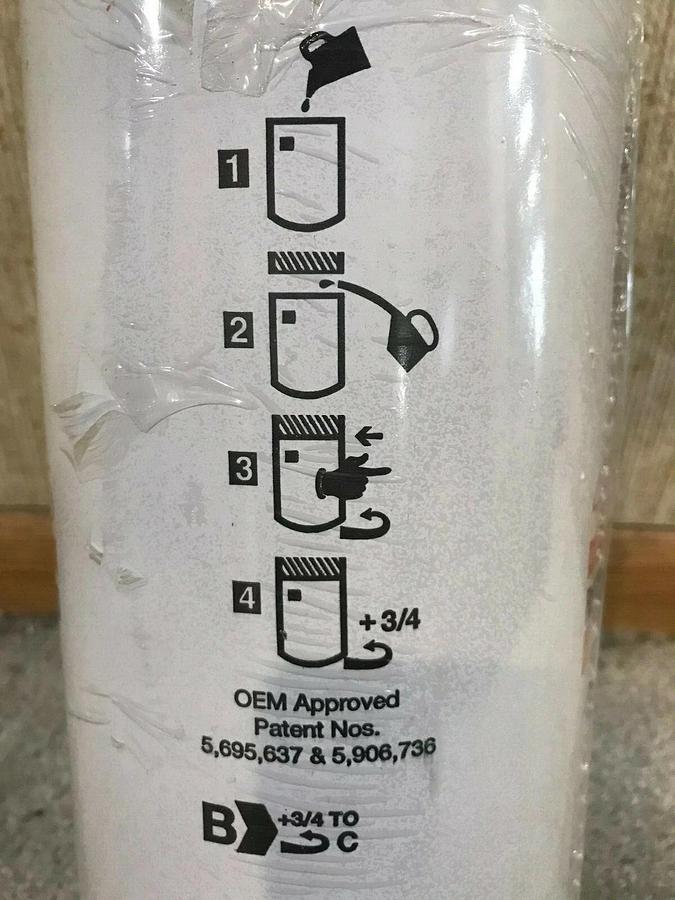 1
2
3
4
+ 3/4
OEM Approved
Patent Nos.
5,695,637 & 5,906,736
B +3/4 TO
C